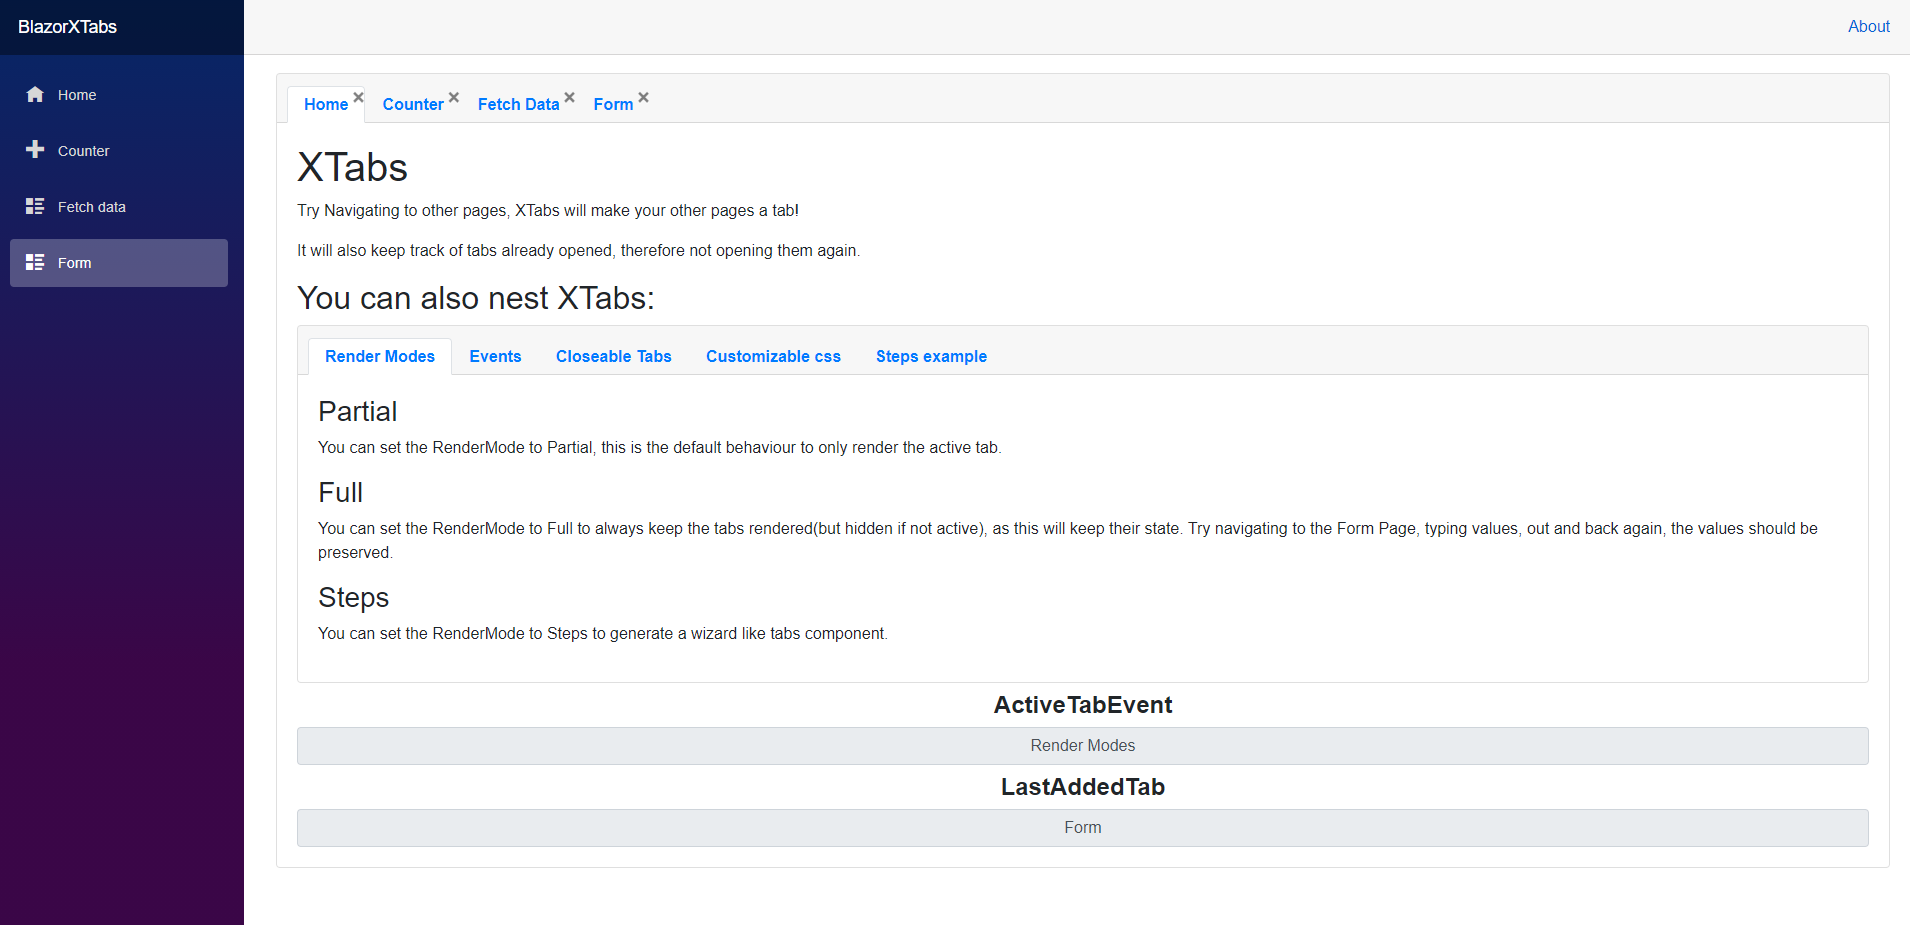 BlazorXTabs
About
Home
Counter
Fetch data
Form
Home Counter Fetch Data Form
XTabs
Try Navigating to other pages, XTabs will make your other pages a tab!
It will also keep track of tabs already opened, therefore not opening them again.
You can also nest XTabs:
Render Modes Events Closeable Tabs Customizable css Steps example
Partial
You can set the RenderMode to Partial, this is the default behaviour to only render the active tab.
Full
You can set the RenderMode to Full to always keep the tabs rendered(but hidden if not active), as this will keep their state. Try navigating to the Form Page, typing values, out and back again, the values should be
preserved.
Steps
You can set the RenderMode to Steps to generate a wizard like tabs component.
ActiveTabEvent
Render Modes
LastAddedTab
Form